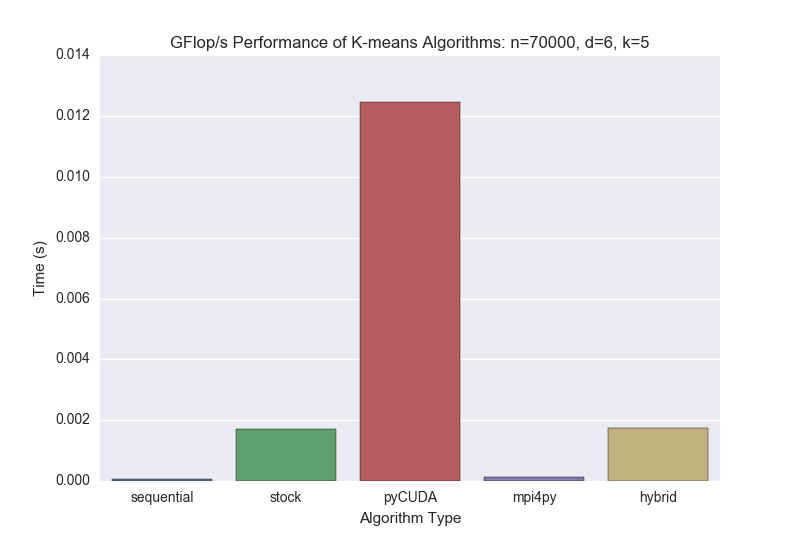 GFlop/s Performance of K-means Algorithms: n=70000, d=6, k=5
0.014
0.012
0.010
0.008
0.006
0.004
0.002
0.000
Time (s)
sequential stock pyCUDA mpi4py hybrid
Algorithm Type